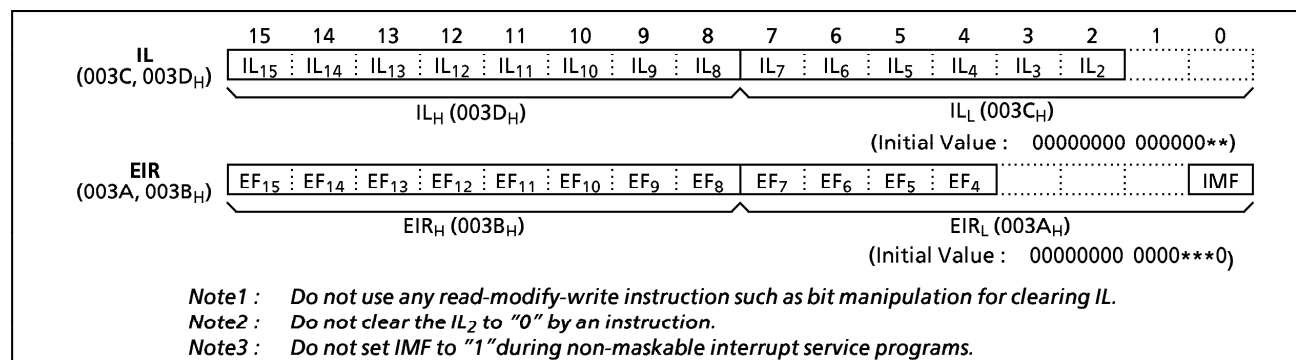 15 14 13 12 11 10 9 8 7 6 5 4 3 2 1 0
IL
(003C, 003DH)
IL15 IL14 IL13 IL12 IL11 IL10 IL9 IL8 IL7 IL6 IL5 IL4 IL3 IL2
ILH (003DH) ILL (003CH)
(Initial Value : 00000000 000000**)
EIR
(003A, 003BH)
EF15 EF14 EF13 EF12 EF11 EF10 EF9 EF8 EF7 EF6 EF5 EF4 IMF
EIRH (003BH) EIRL (003AH)
(Initial Value : 00000000 0000***0)
Note1 : Do not use any read-modify-write instruction such as bit manipulation for clearing IL.
Note2 : Do not clear the IL2 to "0" by an instruction.
Note3 : Do not set IMF to "1"during non-maskable interrupt service programs.